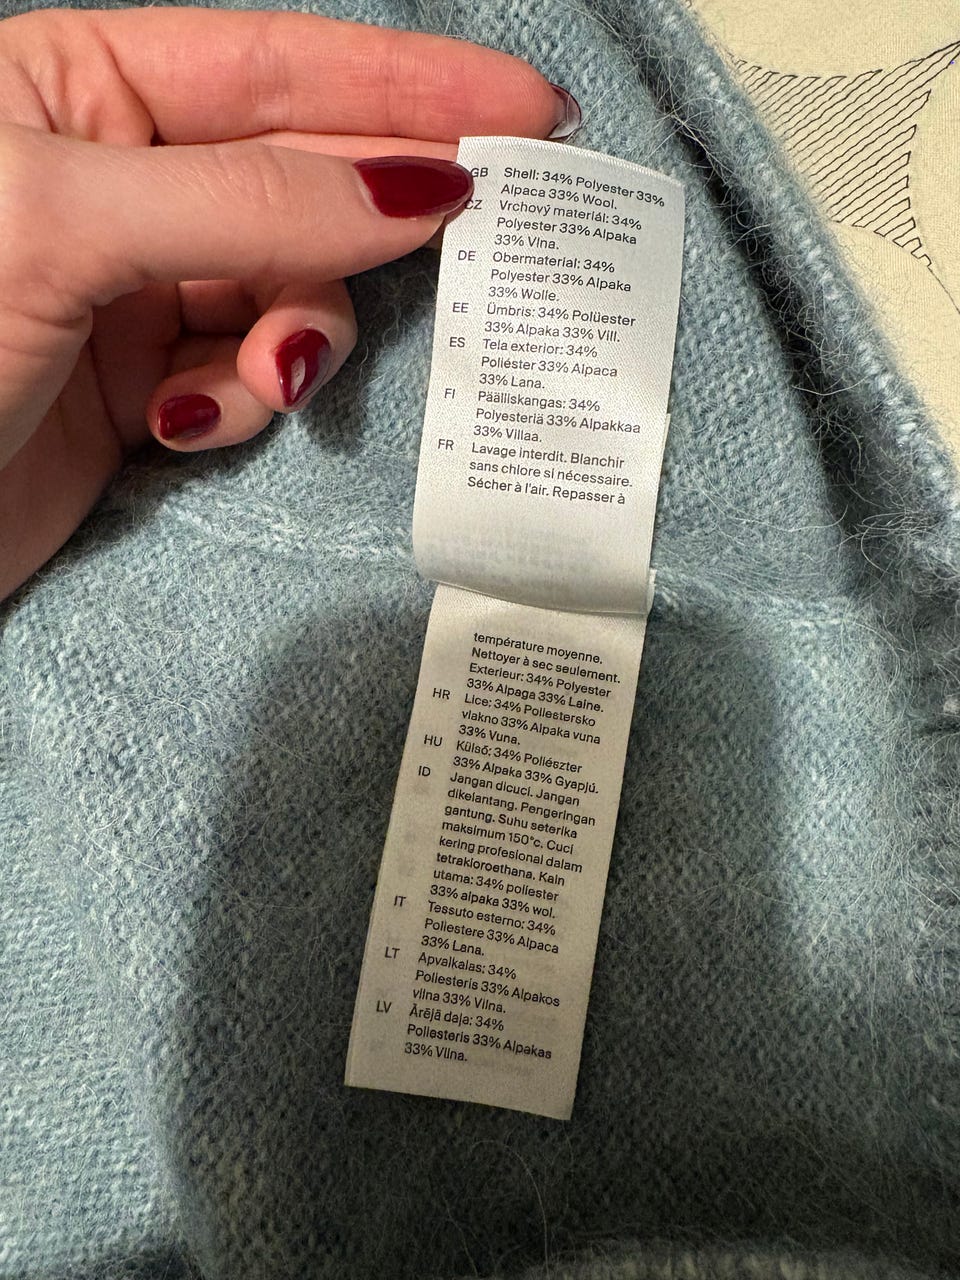 GB Shell: 34% Polyester 33%
Alpaca 33% Wool.
CZ Vrchový materiál: 34%
Polyester 33% Alpaka
33% Vlna.
DE Obermaterial: 34%
Polyester 33% Alpaka
33% Wolle.
EE Ümbris: 34% Polüester
33% Alpaka 33% Vill.
ES Tela exterior: 34%
Poliéster 33% Alpaca
33% Lana.
FI Päälliskangas: 34%
Polyesteriä 33% Alpakkaa
33% Villaa.
FR Lavage interdit. Blanchir
sans chlore si nécessaire.
Sécher à l'air. Repasser à
température moyenne.
Nettoyer à sec seulement.
Exterieur: 34% Polyester
33% Alpaga 33% Laine.
HR Lice: 34% Poliestersko
vlakno 33% Alpaka vuna
33% Vuna.
HU Külső: 34% Poliészter
33% Alpaka 33% Gyapjú.
ID Jangan dicuci. Jangan
dikelantang. Pengeringan
gantung. Suhu seterika
maksimum 150°c. Cuci
kering profesional dalam
tetrakloroethana. Kain
utama: 34% poliester
33% alpaka 33% wol.
IT Tessuto esterno: 34%
Poliestere 33% Alpaca
33% Lana.
LT Apvalkalas: 34%
Poliesteris 33% Alpakos
vilna 33% Vilna.
LV Ārējā daļa: 34%
Poliesteris 33% Alpakas
33% Vilna.